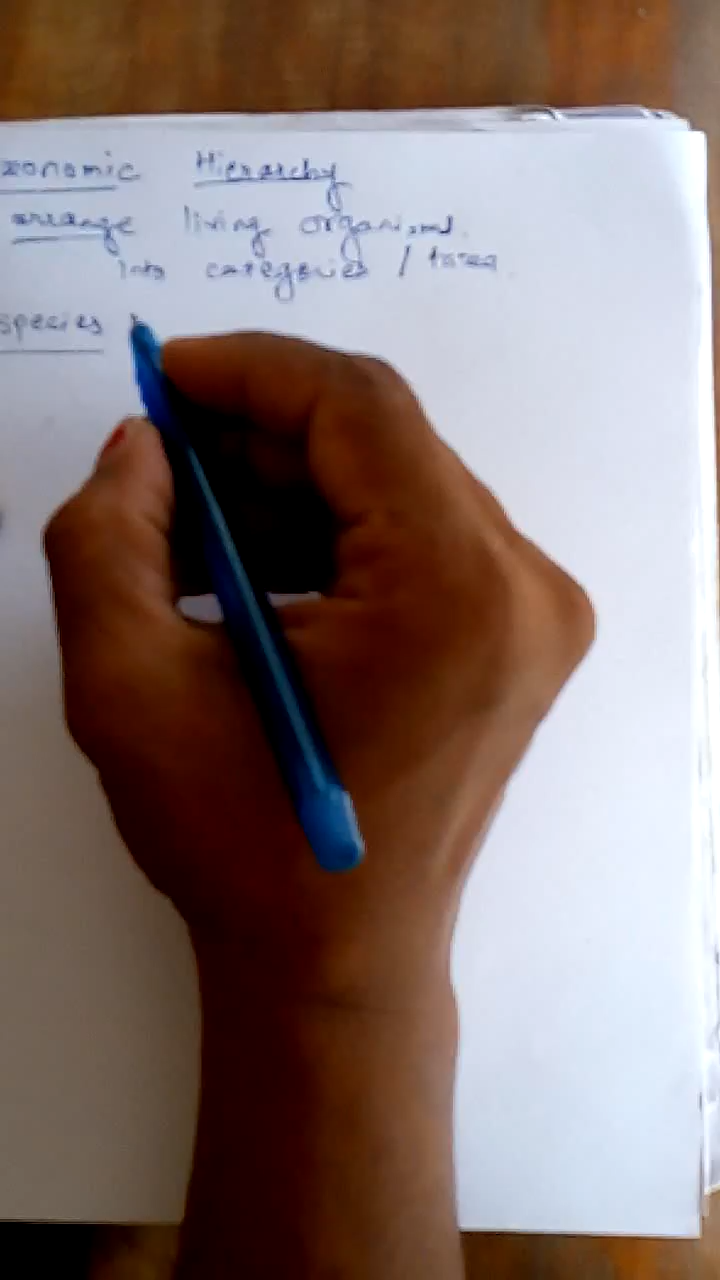 xonomic Hierarchy
arrange living organisms
into categories / taxa
species